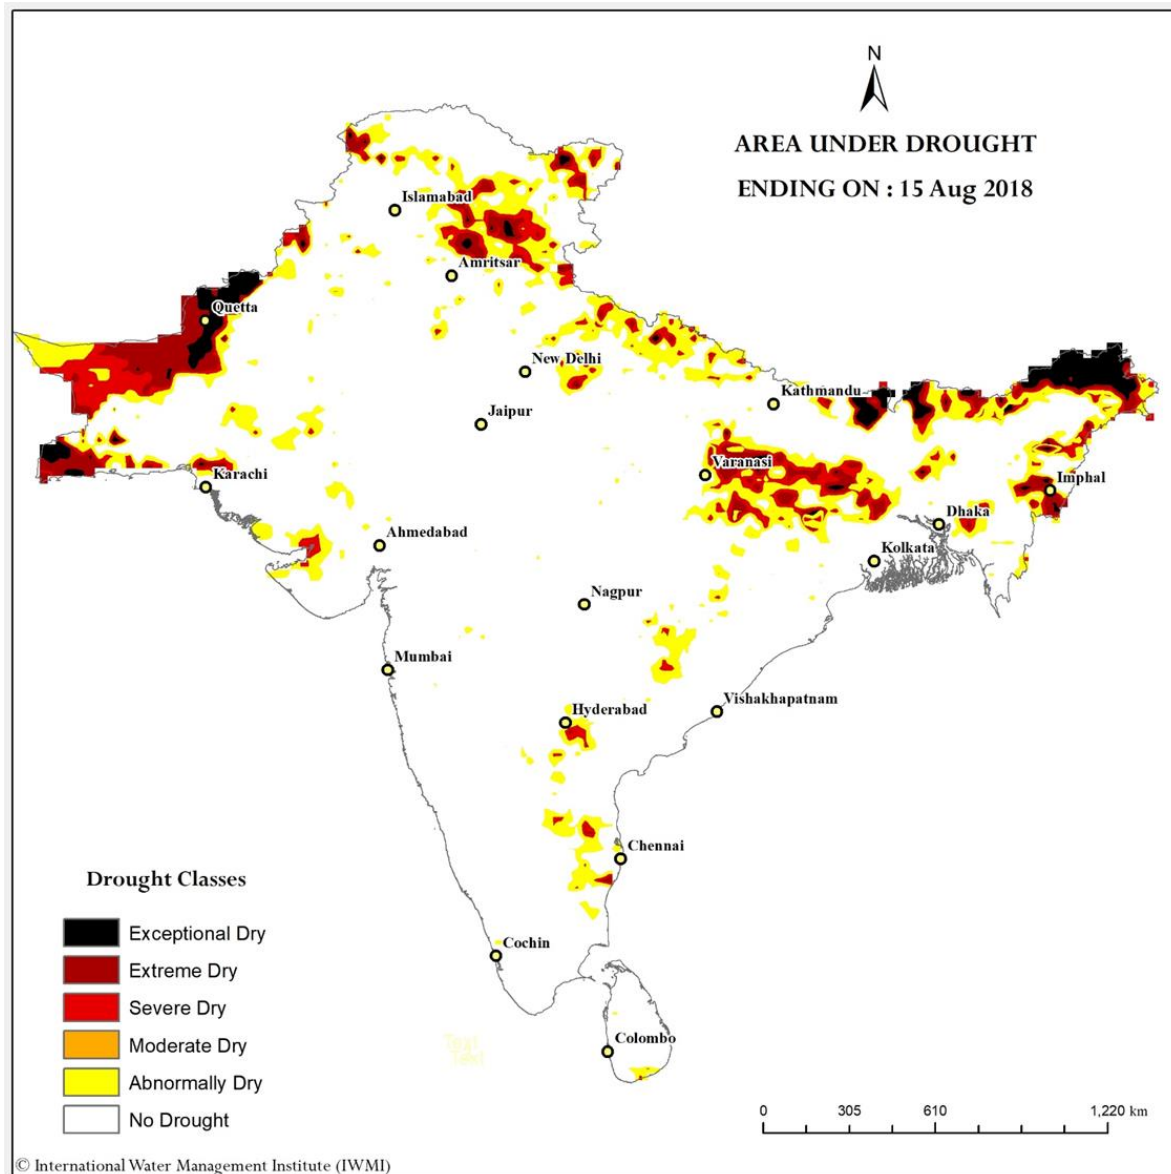 N
AREA UNDER DROUGHT
ENDING ON : 15 Aug 2018
Islamabad
Amritsar
Quetta
New Delhi
Kathmandu
Jaipur
Varanasi
Karachi
Imphal
Dhaka
Ahmedabad
Kolkata
Nagpur
Mumbai
Vishakhapatnam
Hyderabad
Chennai
Drought Classes
Exceptional Dry
Cochin
Extreme Dry
Severe Dry
Moderate Dry
Colombo
Text
Text
Abnormally Dry
No Drought
0 305 610 1,220 km
© International Water Management Institute (IWMI)